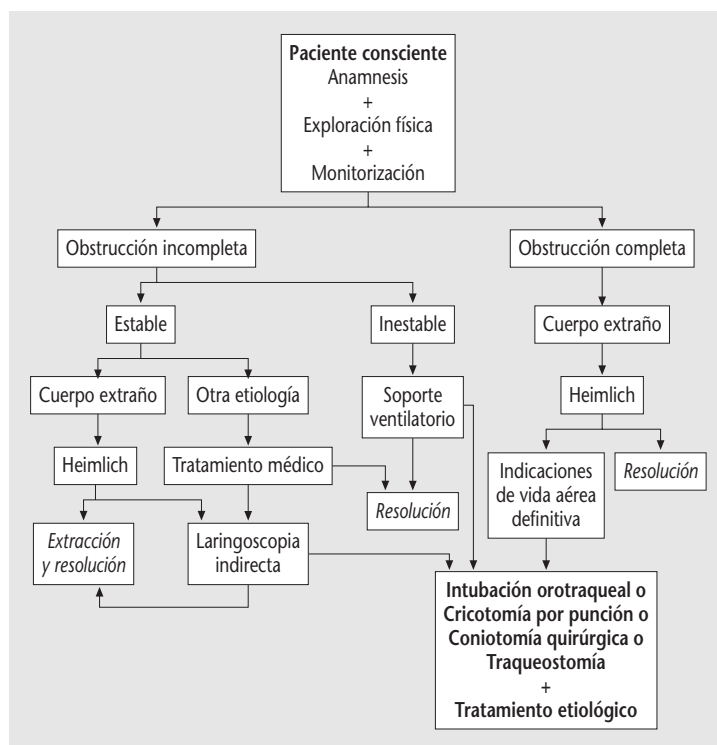 Paciente consciente
Anamnesis
+
Exploración física
+
Monitorización
Obstrucción incompleta
Obstrucción completa
Estable
Inestable
Cuerpo extraño
Cuerpo extraño
Otra etiología
Soporte
ventilatorio
Heimlich
Heimlich
Tratamiento médico
Indicaciones
de vida aérea
definitiva
Resolución
Resolución
Extracción
y resolución
Laringoscopia
indirecta
Intubación orotraqueal o
Cricotomía por punción o
Coniotomía quirúrgica o
Traqueostomía
+
Tratamiento etiológico